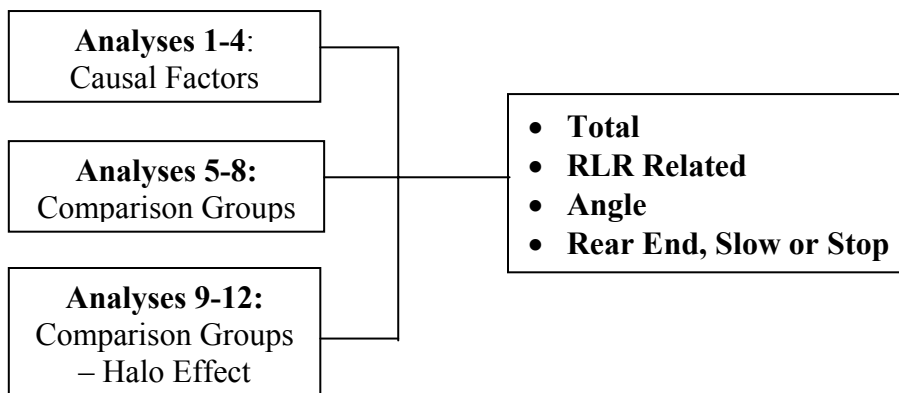 Analyses 1-4:
Causal Factors
Analyses 5-8:
Comparison Groups
Analyses 9-12:
Comparison Groups
– Halo Effect
• Total
• RLR Related
• Angle
• Rear End, Slow or Stop